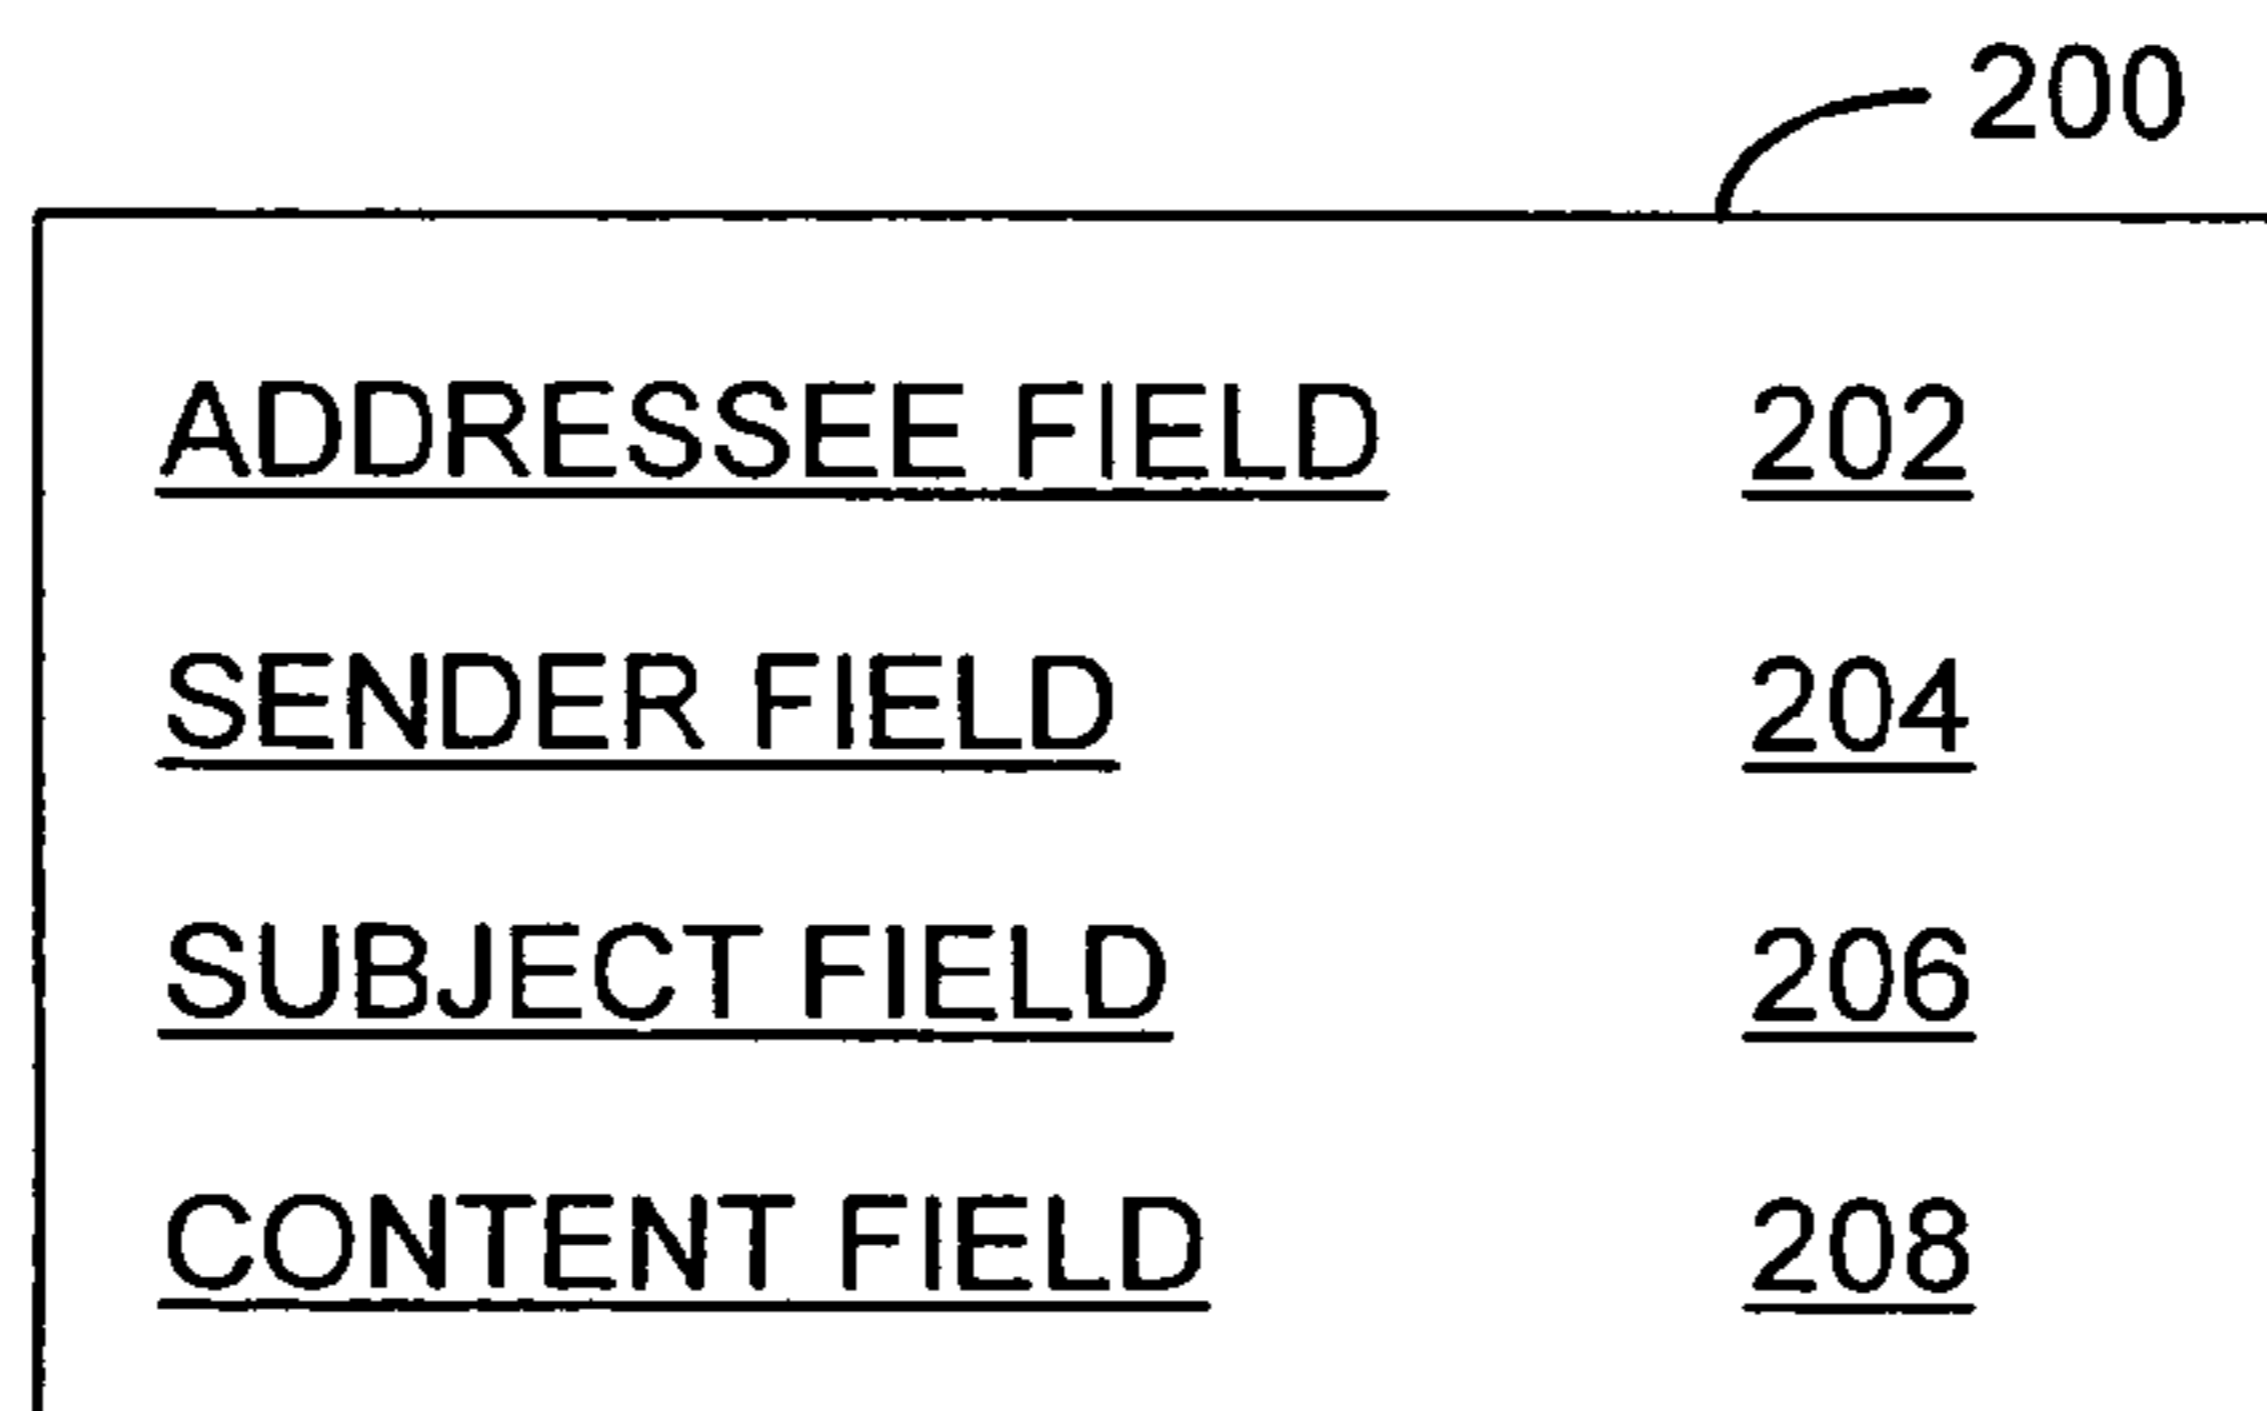 200
ADDRESSEE FIELD 202
SENDER FIELD 204
SUBJECT FIELD 206
CONTENT FIELD 208